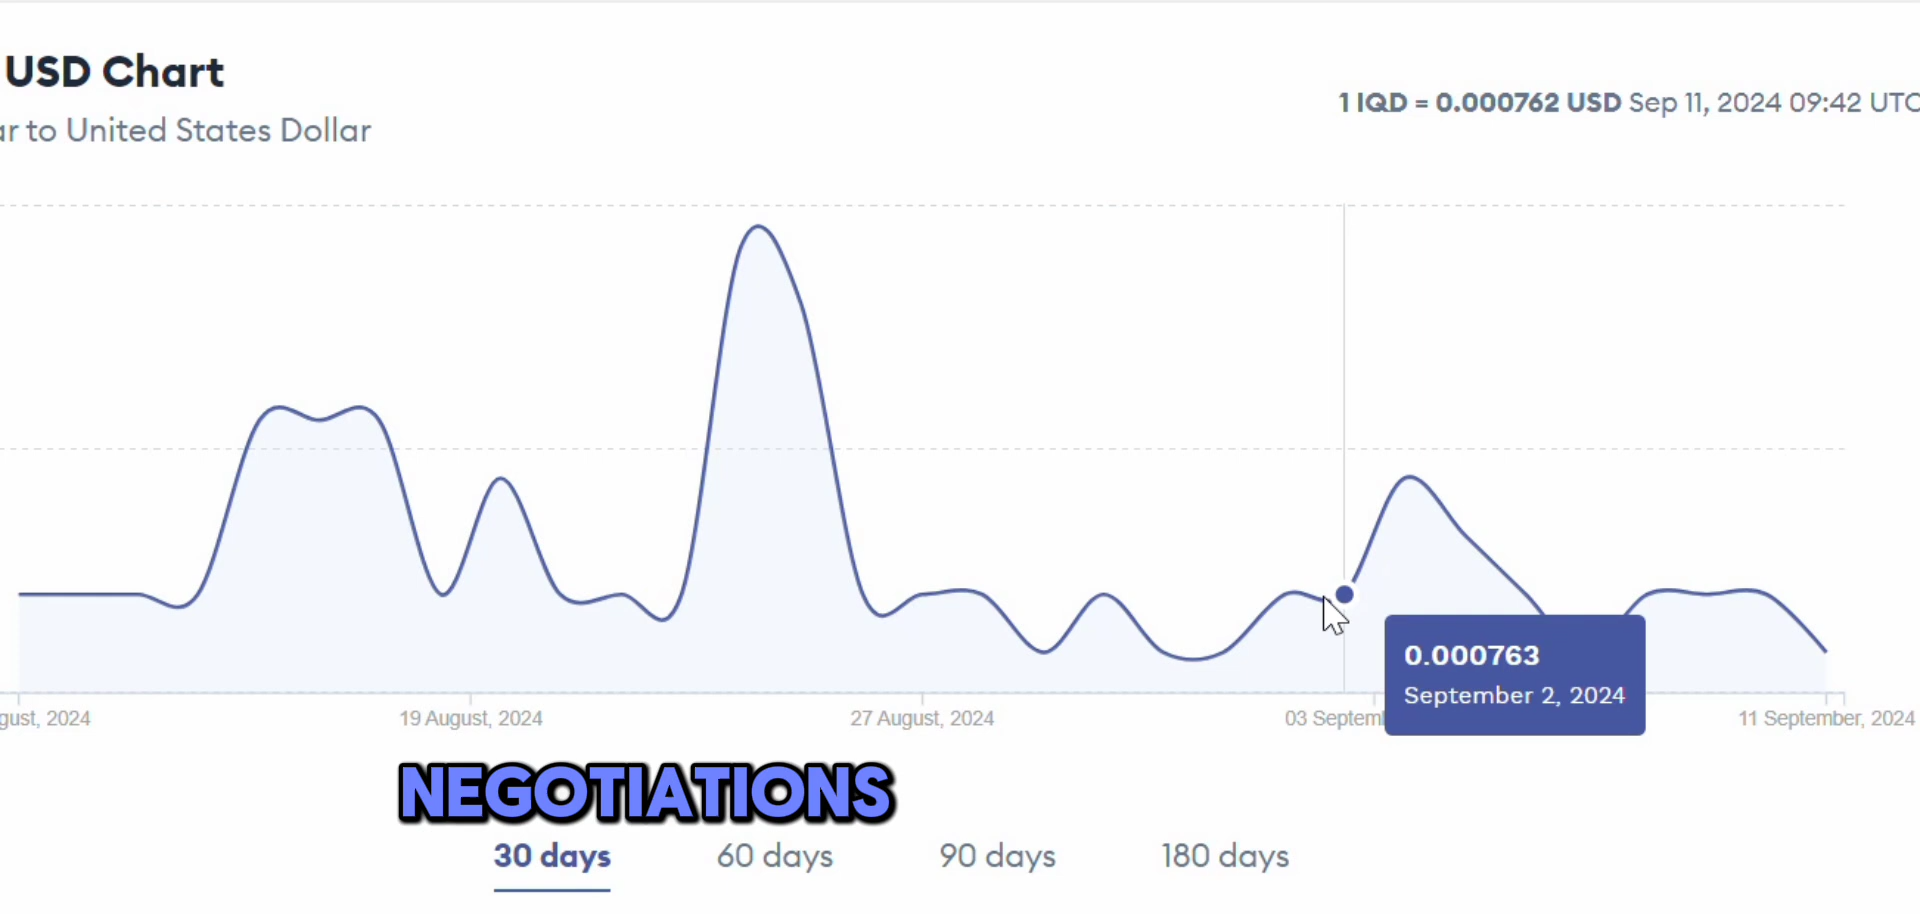 USD Chart
ar to United States Dollar
1 IQD = 0.000762 USD Sep 11, 2024 09:42 UTC
0.000763
September 2, 2024
gust, 2024
19 August, 2024
27 August, 2024
03 Septem
11 September, 2024
NEGOTIATIONS
30 days
60 days
90 days
180 days